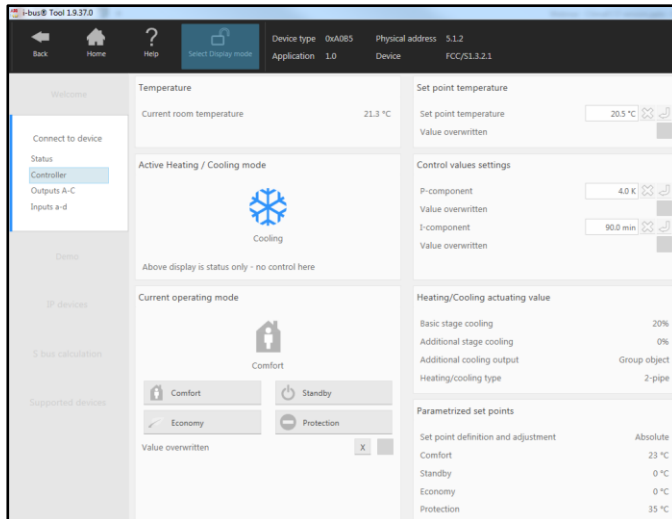 i-bus® Tool 1.9.37.0
Back
Home
Help
Select Display mode
Device type 0xA0B5
Physical address 5.1.2
Application 1.0
Device FCC/S1.3.2.1
Welcome
Connect to device
Status
Controller
Outputs A-C
Inputs a-d
Demo
IP devices
S bus calculation
Supported devices
Temperature
Current room temperature 21.3 °C
Active Heating / Cooling mode
Cooling
Above display is status only - no control here
Current operating mode
Comfort
Comfort
Standby
Economy
Protection
Value overwritten X
Set point temperature
Set point temperature 20.5 °C
Value overwritten
Control values settings
P-component 4.0 K
Value overwritten
I-component 90.0 min
Value overwritten
Heating/Cooling actuating value
Basic stage cooling 20%
Additional stage cooling 0%
Additional cooling output Group object
Heating/cooling type 2-pipe
Parametrized set points
Set point definition and adjustment Absolute
Comfort 23 °C
Standby 0 °C
Economy 0 °C
Protection 35 °C